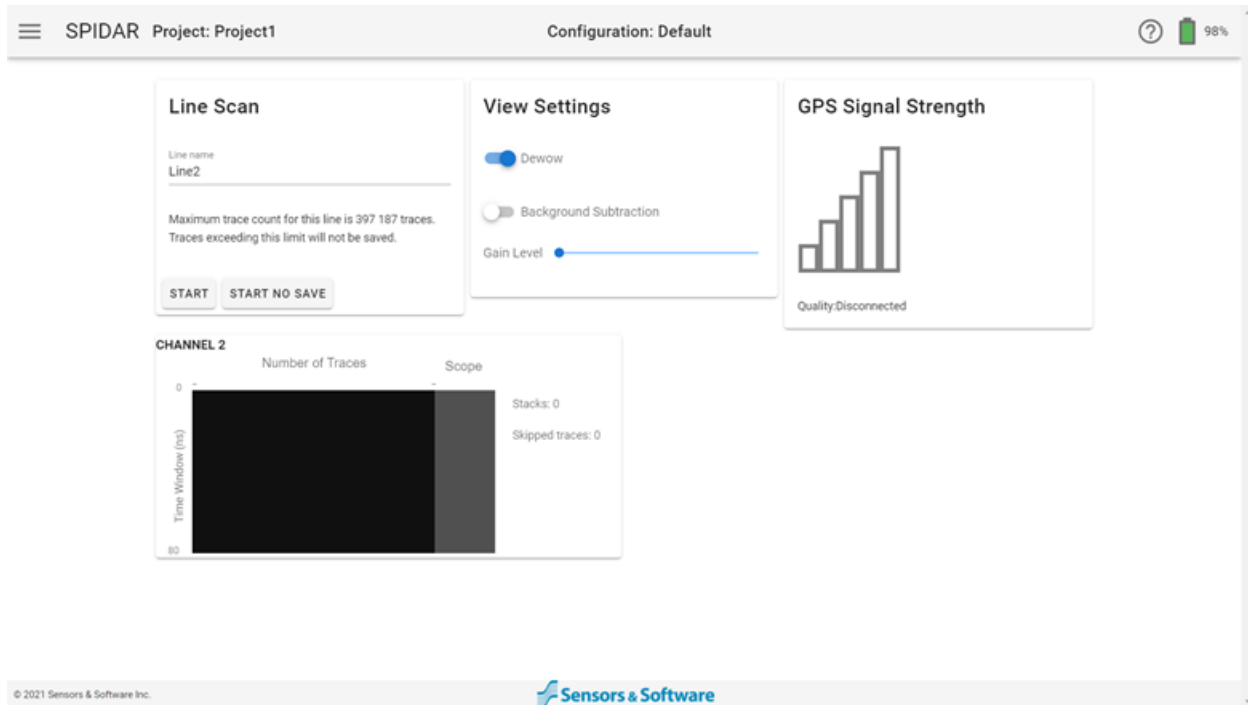 SPIDAR Project: Project1 Configuration: Default 98%
Line Scan
Line name
Line2
Maximum trace count for this line is 397 187 traces.
Traces exceeding this limit will not be saved.
START START NO SAVE
View Settings
Dewow
Background Subtraction
Gain Level
GPS Signal Strength
Quality:Disconnected
CHANNEL 2
Number of Traces Scope
0
Time Window (ns)
80
Stacks: 0
Skipped traces: 0
© 2021 Sensors & Software Inc.
Sensors & Software